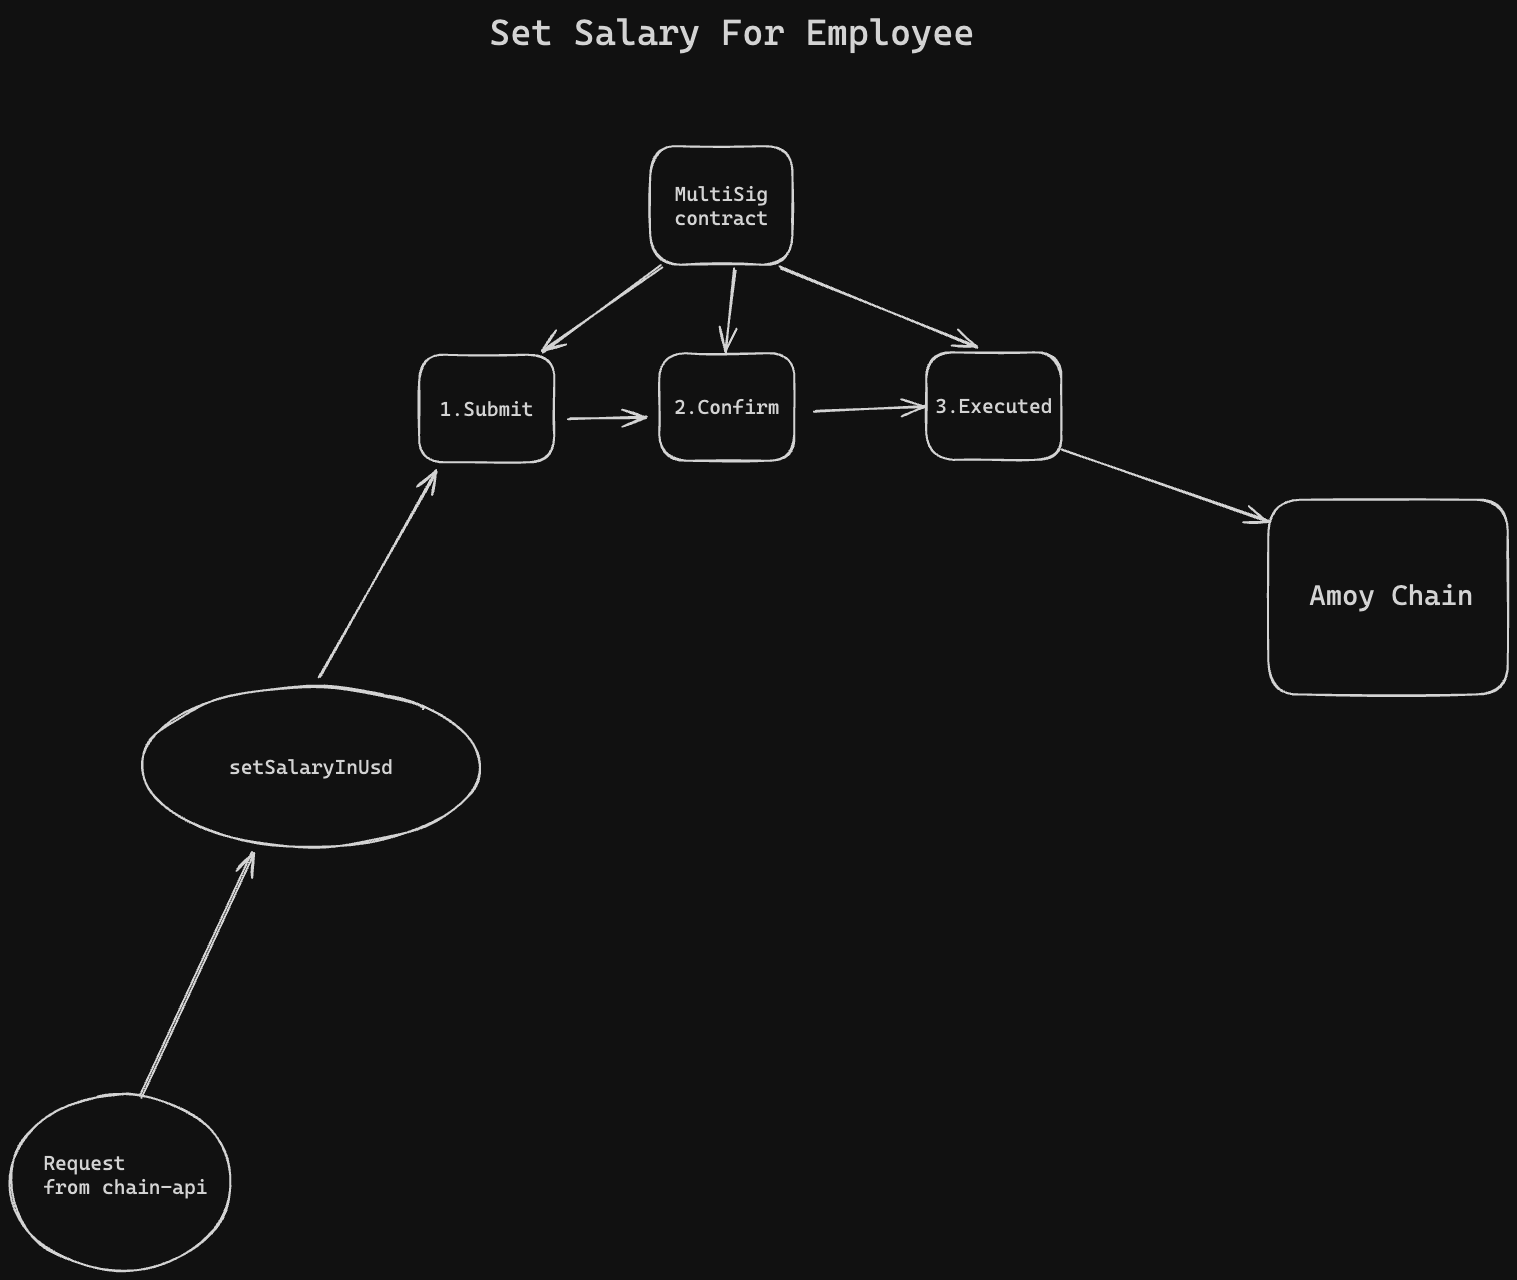 Set Salary For Employee
MultiSig
contract
1.Submit
2.Confirm
3.Executed
Amoy Chain
setSalaryInUsd
Request
from chain-api